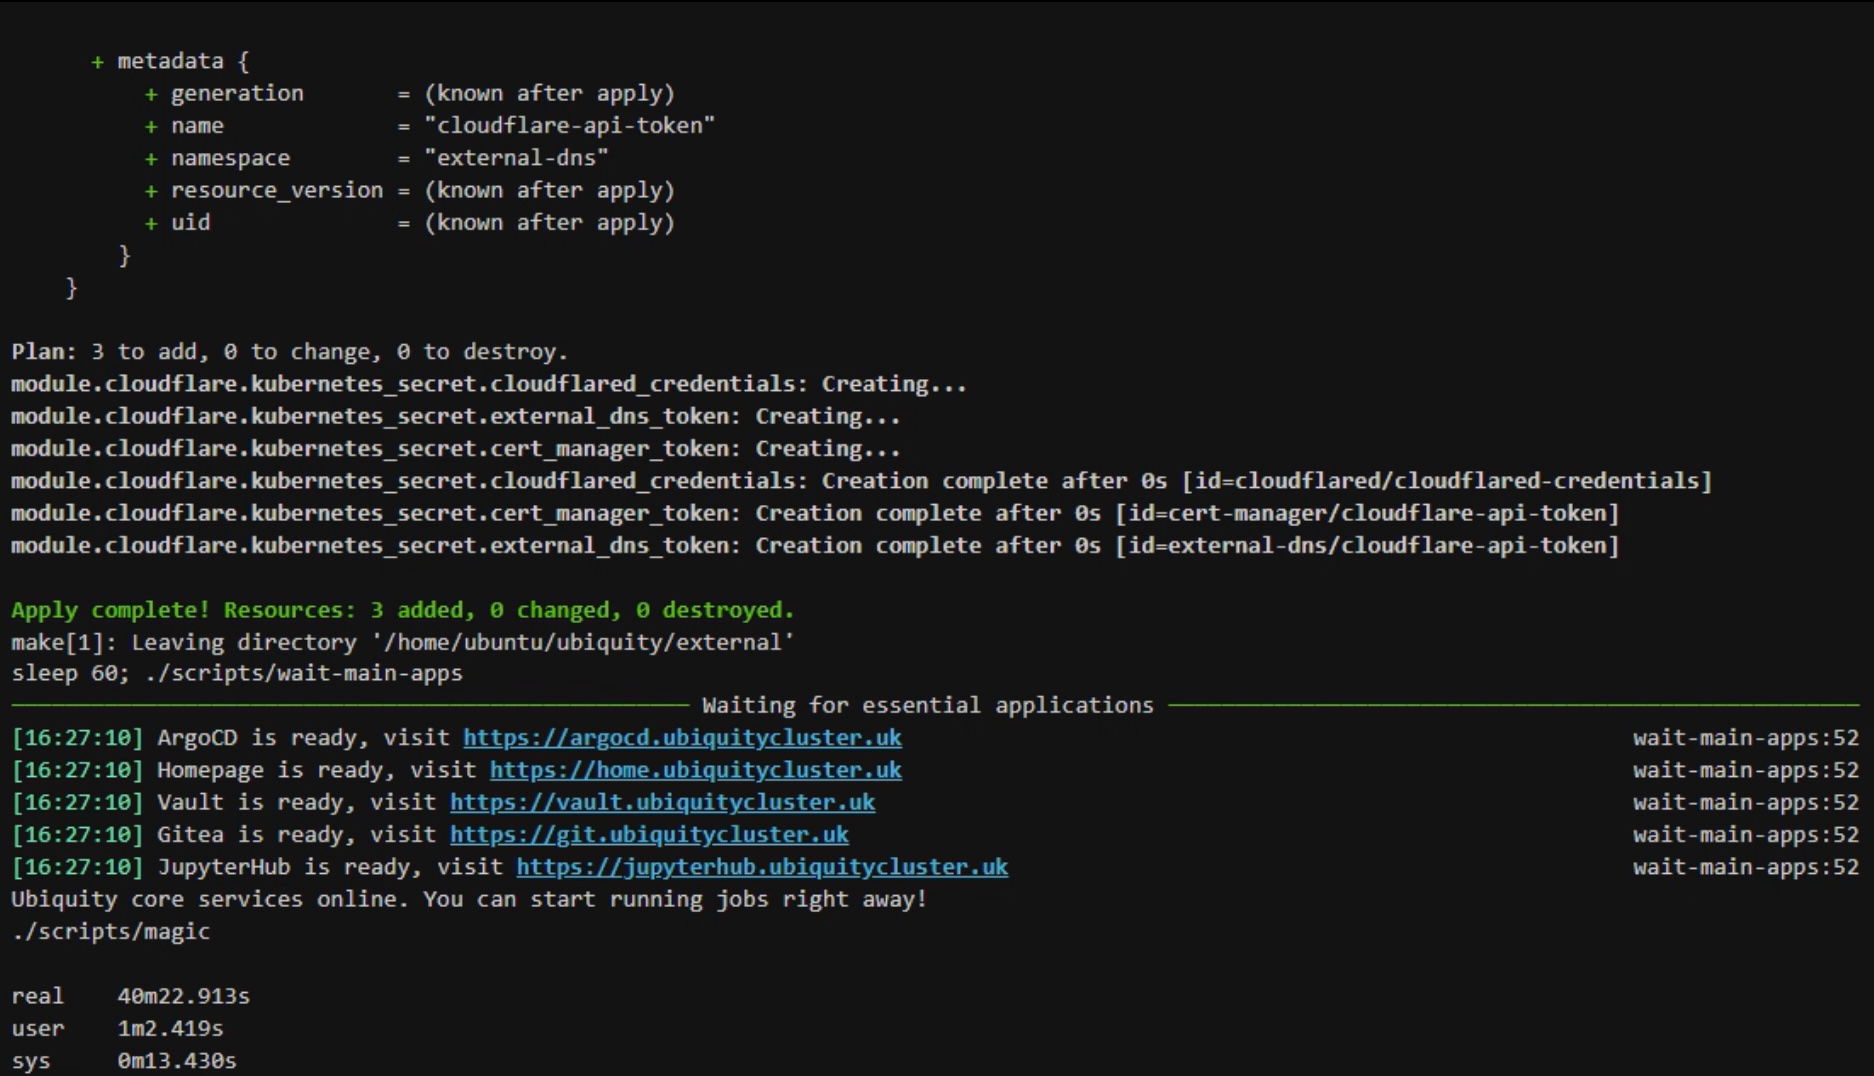 + metadata {
+ generation = (known after apply)
+ name = "cloudflare-api-token"
+ namespace = "external-dns"
+ resource_version = (known after apply)
+ uid = (known after apply)
}
}
Plan: 3 to add, 0 to change, 0 to destroy.
module.cloudflare.kubernetes_secret.cloudflared_credentials: Creating...
module.cloudflare.kubernetes_secret.external_dns_token: Creating...
module.cloudflare.kubernetes_secret.cert_manager_token: Creating...
module.cloudflare.kubernetes_secret.cloudflared_credentials: Creation complete after 0s [id=cloudflared/cloudflared-credentials]
module.cloudflare.kubernetes_secret.cert_manager_token: Creation complete after 0s [id=cert-manager/cloudflare-api-token]
module.cloudflare.kubernetes_secret.external_dns_token: Creation complete after 0s [id=external-dns/cloudflare-api-token]
Apply complete! Resources: 3 added, 0 changed, 0 destroyed.
make[1]: Leaving directory '/home/ubuntu/ubiquity/external'
sleep 60; ./scripts/wait-main-apps
Waiting for essential applications
[16:27:10] ArgoCD is ready, visit https://argocd.ubiquitycluster.uk wait-main-apps:52
[16:27:10] Homepage is ready, visit https://home.ubiquitycluster.uk wait-main-apps:52
[16:27:10] Vault is ready, visit https://vault.ubiquitycluster.uk wait-main-apps:52
[16:27:10] Gitea is ready, visit https://git.ubiquitycluster.uk wait-main-apps:52
[16:27:10] JupyterHub is ready, visit https://jupyterhub.ubiquitycluster.uk wait-main-apps:52
Ubiquity core services online. You can start running jobs right away!
./scripts/magic
real 40m22.913s
user 1m2.419s
sys 0m13.430s